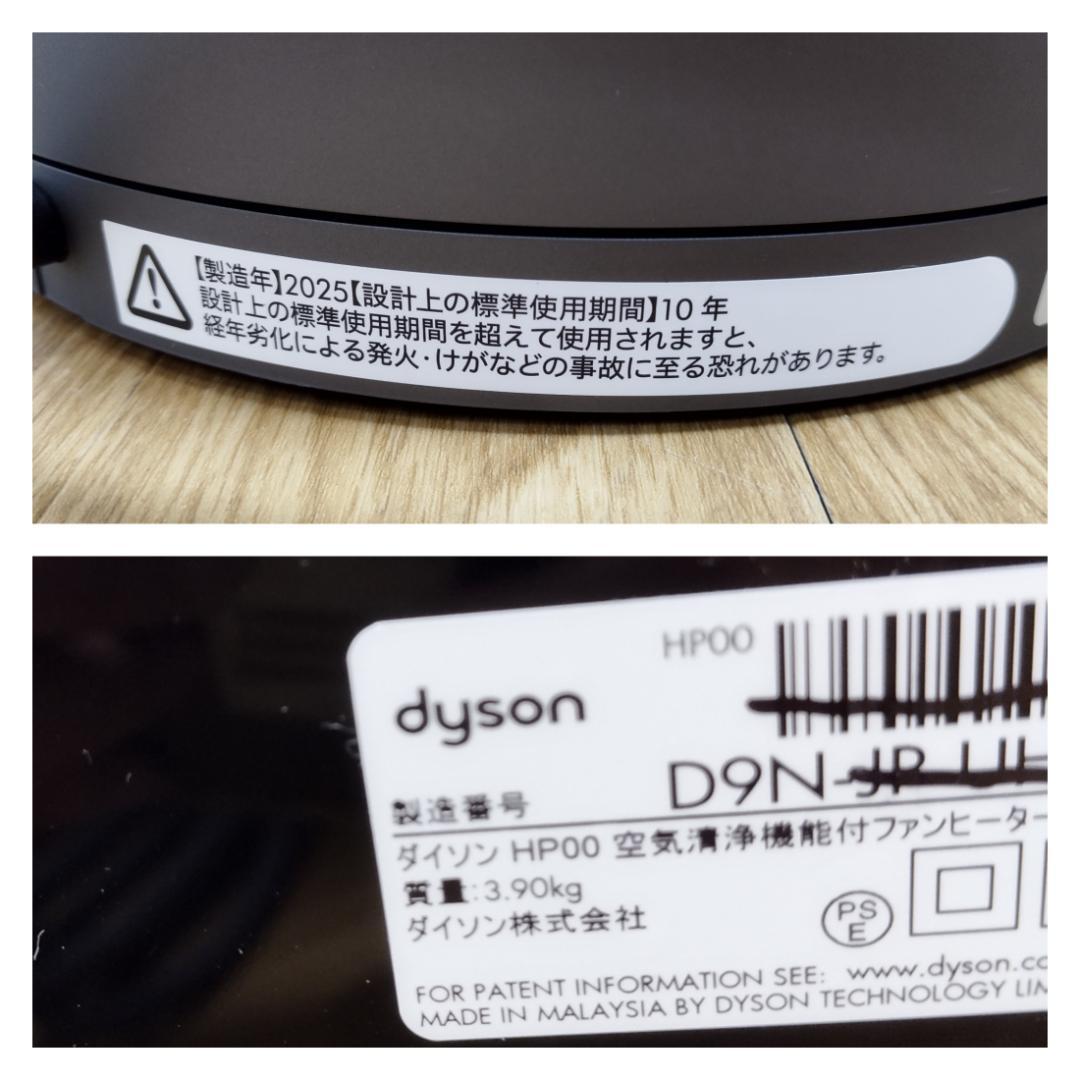 【製造年】2025【設計上の標準使用期間】10 年
設計上の標準使用期間を超えて使用されますと、
経年劣化による発火・けがなどの事故に至る恐れがあります。
HP00
dyson
D9N-JP-
製造番号
ダイソン HP00 空気清浄機能付ファンヒーター
質量:3.90kg
ダイソン株式会社
PS
E
FOR PATENT INFORMATION SEE: www.dyson.co
MADE IN MALAYSIA BY DYSON TECHNOLOGY LIM